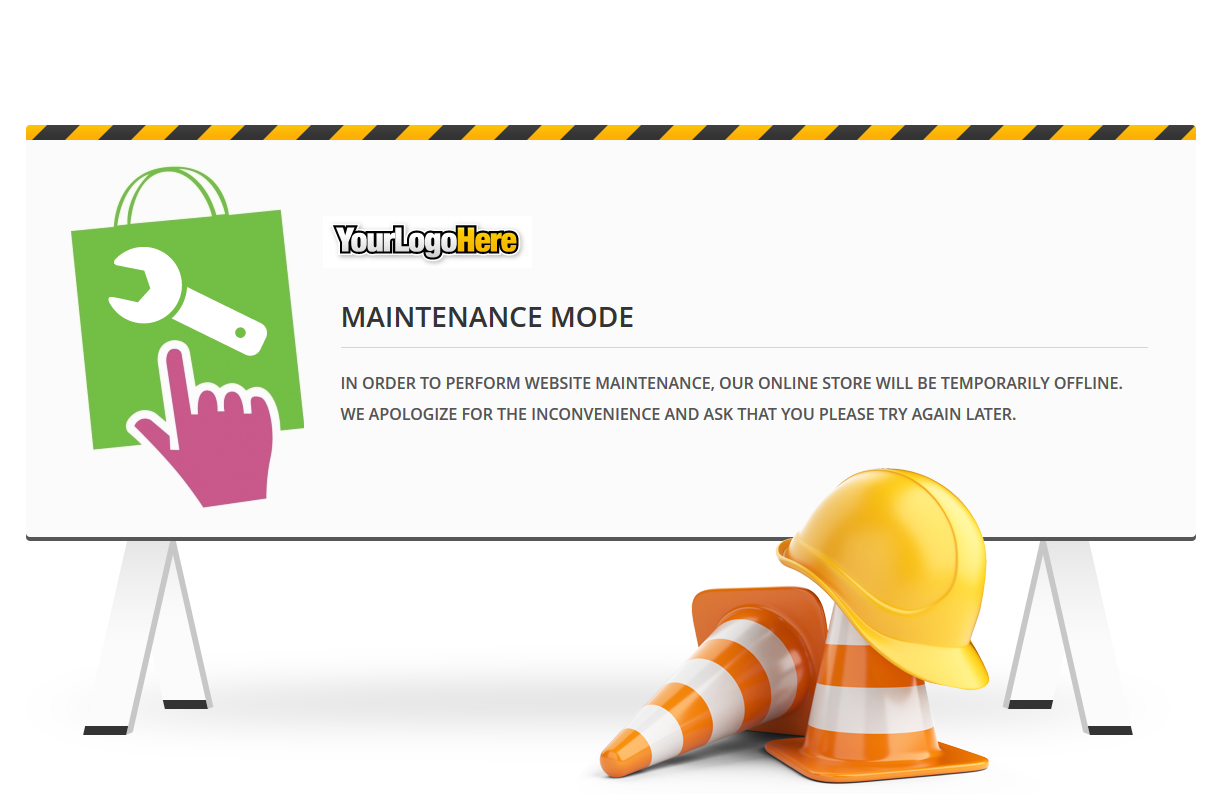 YourLogoHere
MAINTENANCE MODE
IN ORDER TO PERFORM WEBSITE MAINTENANCE, OUR ONLINE STORE WILL BE TEMPORARILY OFFLINE.
WE APOLOGIZE FOR THE INCONVENIENCE AND ASK THAT YOU PLEASE TRY AGAIN LATER.